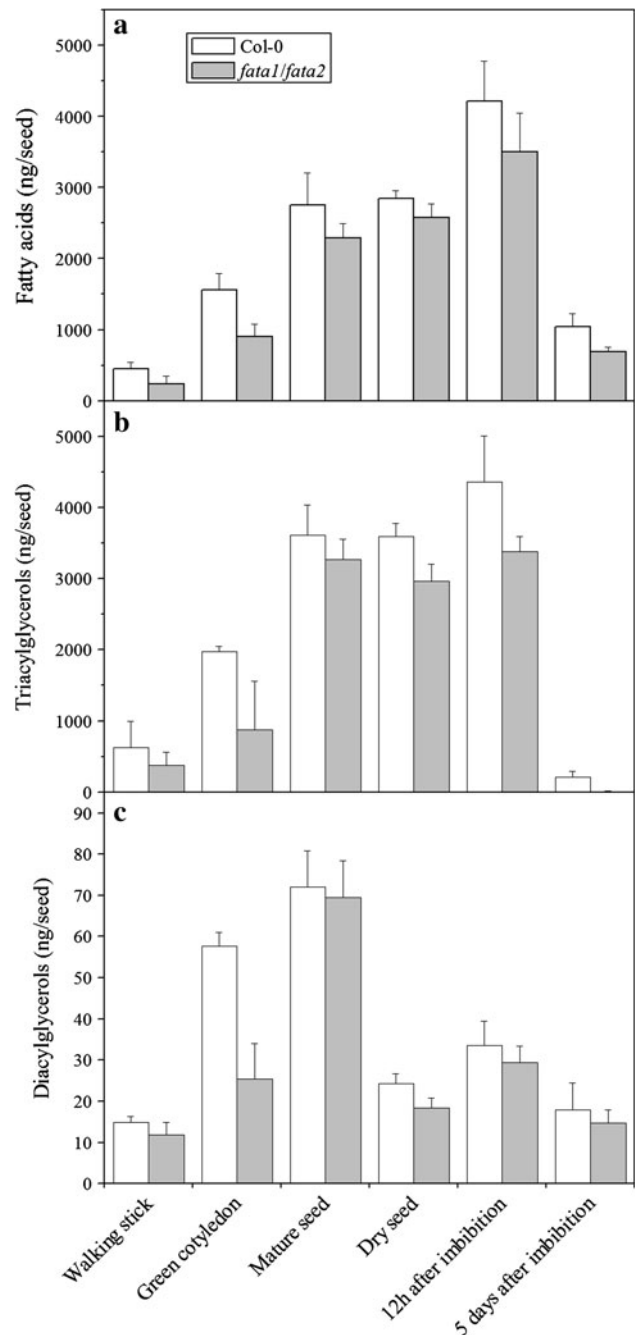 a
Col-0
fata1/fata2
Fatty acids (ng/seed)
5000
4000
3000
2000
1000
0
b
Triacylglycerols (ng/seed)
5000
4000
3000
2000
1000
0
c
Diacylglycerols (ng/seed)
90
80
70
60
50
40
30
20
10
0
Walking stick
Green cotyledon
Mature seed
Dry seed
12h after imbibition
5 days after imbibition